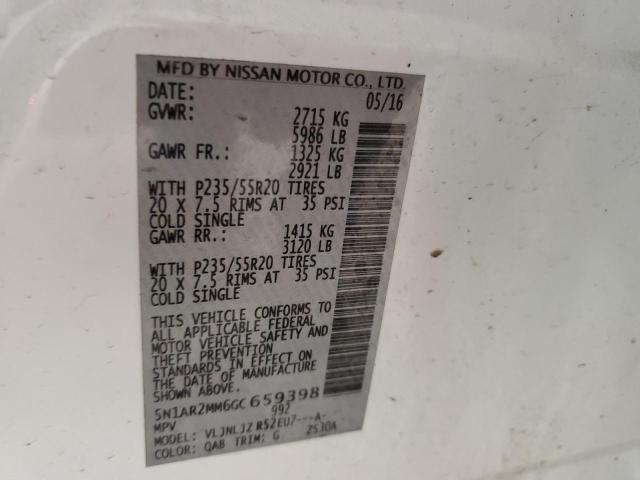 MFD BY NISSAN MOTOR CO., LTD.
DATE: 05/16
GVWR: 2715 KG
5986 LB
GAWR FR.: 1325 KG
2921 LB
WITH P235/55R20 TIRES
20 X 7.5 RIMS AT 35 PSI
COLD SINGLE
GAWR RR.: 1415 KG
3120 LB
WITH P235/55R20 TIRES
20 X 7.5 RIMS AT 35 PSI
COLD SINGLE
THIS VEHICLE CONFORMS TO
ALL APPLICABLE FEDERAL
MOTOR VEHICLE SAFETY AND
THEFT PREVENTION
STANDARDS IN EFFECT ON
THE DATE OF MANUFACTURE
SHOWN ABOVE.
5N1AR2MM6GC 659398
MPV 992
MODEL: VLJNLJZ R52EU7---A-
COLOR: QAB TRIM: G 2530A